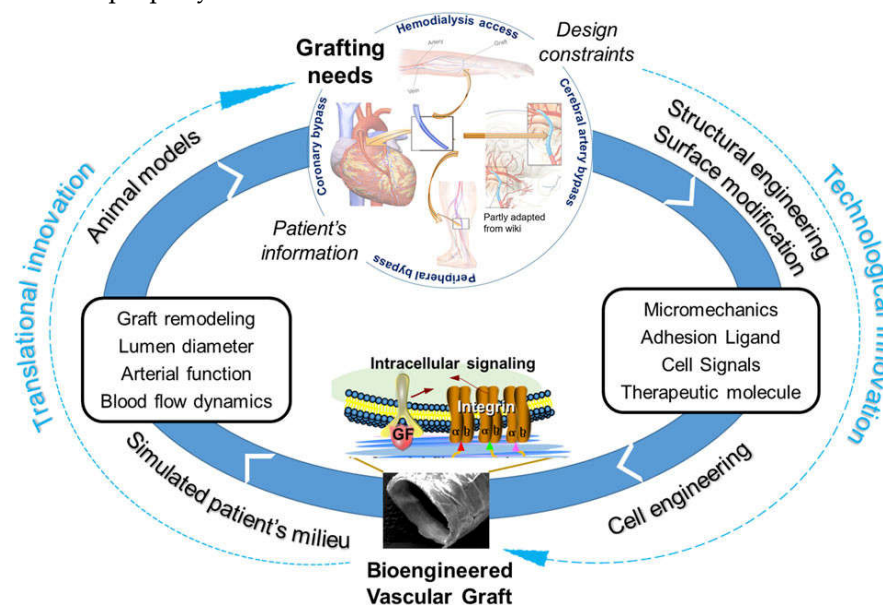 Hemodialysis access
Artery
Graft
Vein
Grafting
needs
Design
constraints
Coronary bypass
Cerebral artery bypass
Partly adapted
from wiki
Peripheral bypass
Patient's
information
Structural engineering
Surface modification
Technological innovation
Micromechanics
Adhesion Ligand
Cell Signals
Therapeutic molecule
Cell engineering
Intracellular signaling
Integrin
GF
α b α b α b
Bioengineered
Vascular Graft
Simulated patient's milieu
Graft remodeling
Lumen diameter
Arterial function
Blood flow dynamics
Animal models
Translational innovation